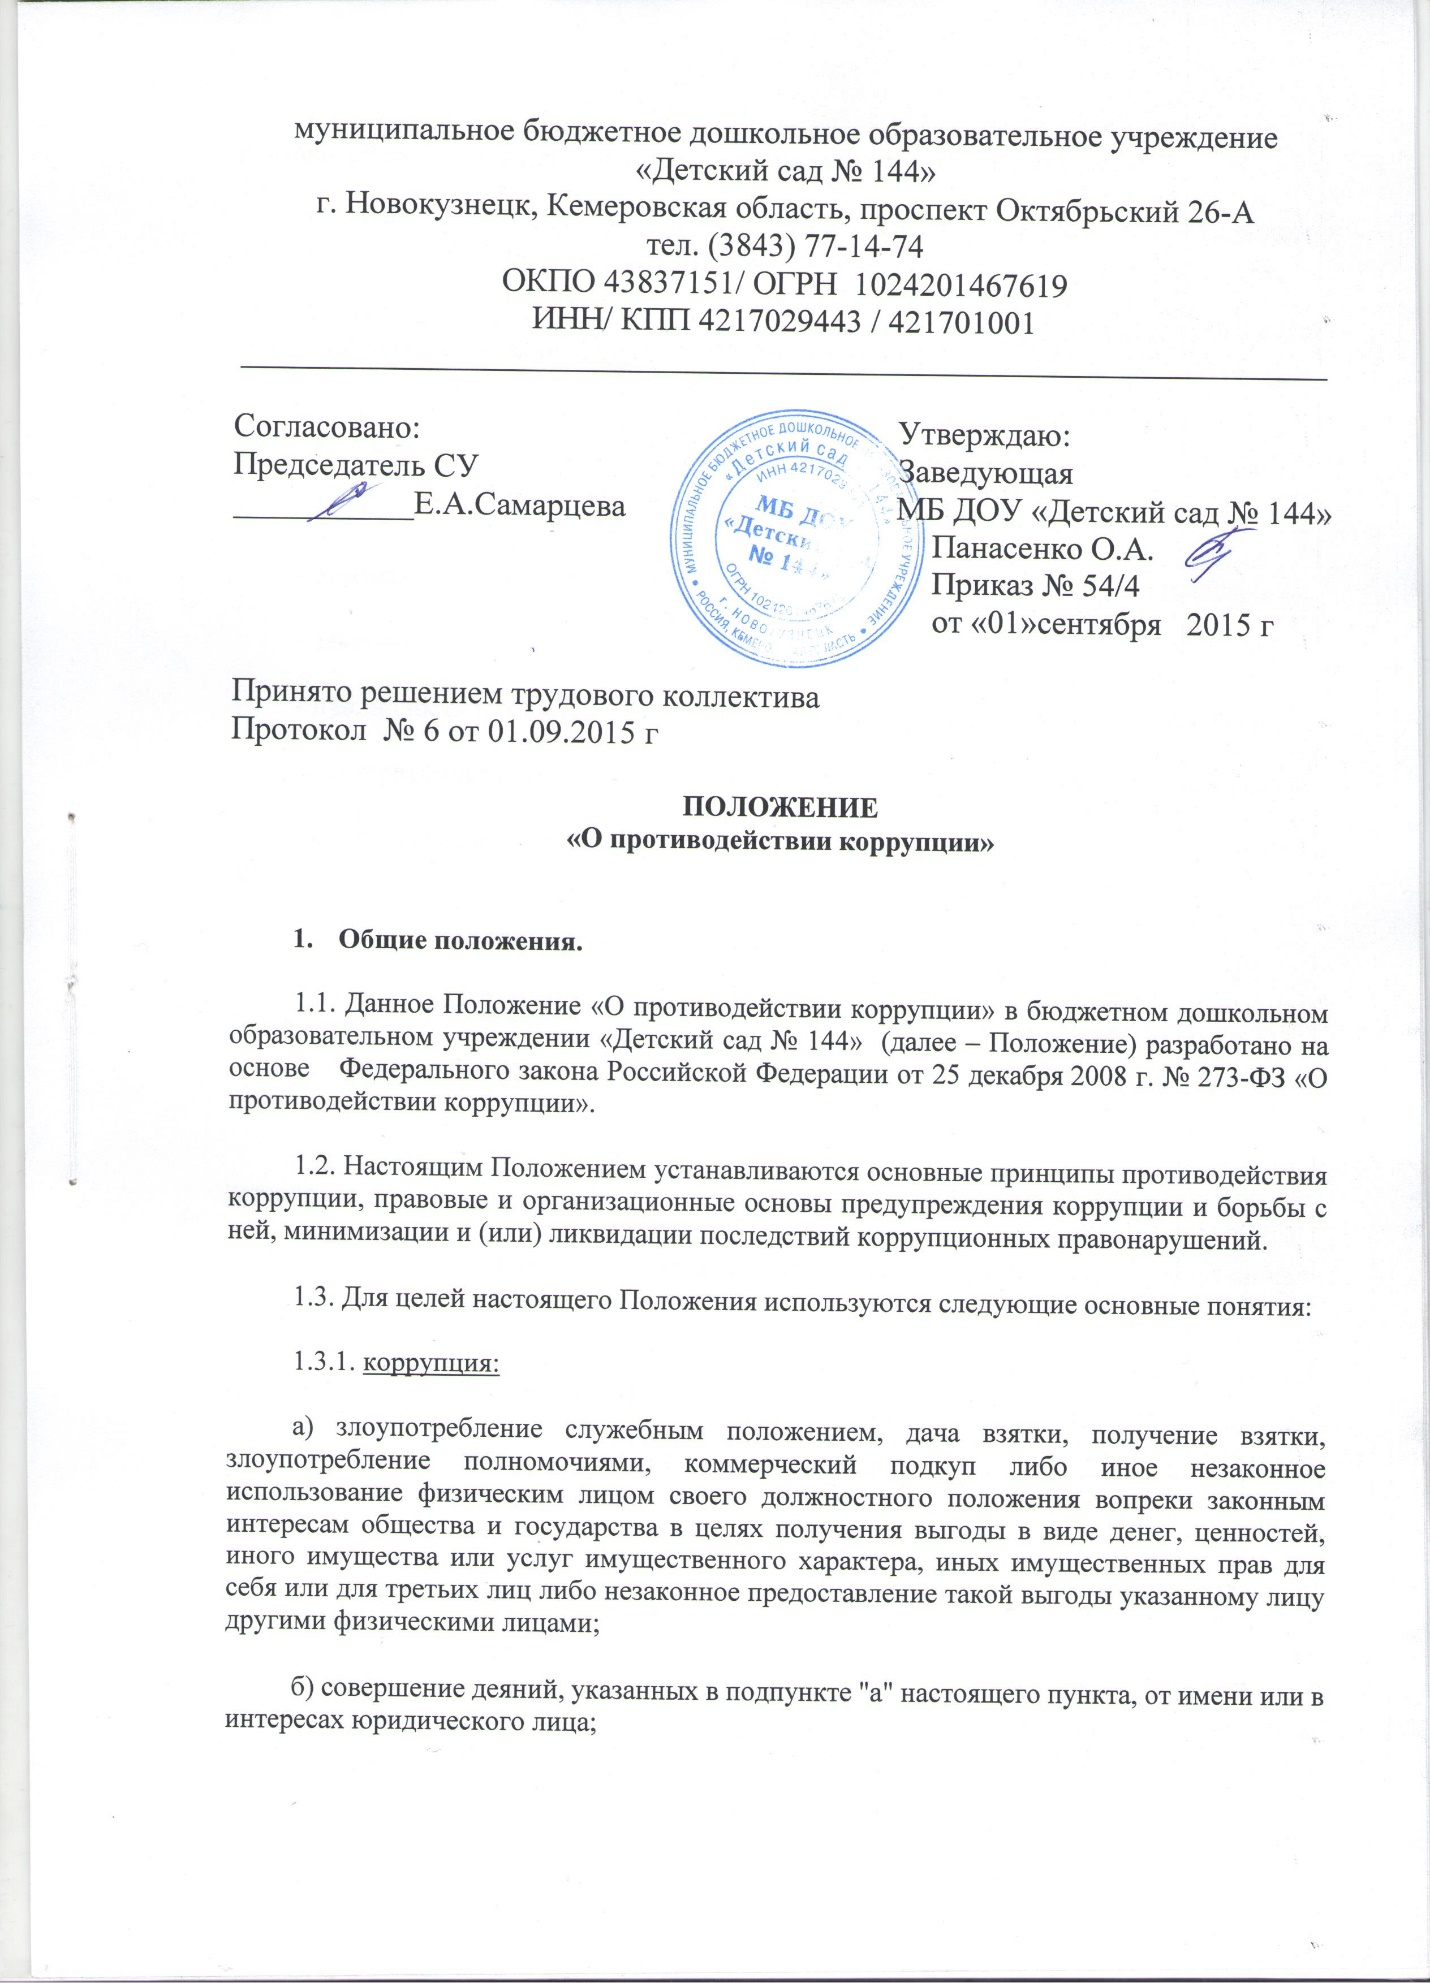 муниципальное бюджетное дошкольное образовательное учреждение
«Детский сад № 144»
г. Новокузнецк, Кемеровская область, проспект Октябрьский 26-А
тел. (3843) 77-14-74
ОКПО 43837151/ ОГРН  1024201467619
ИНН/ КПП 4217029443 / 421701001
Согласовано:
Председатель СУ
____________Е.А.Самарцева
МУНИЦИПАЛЬНОЕ БЮДЖЕТНОЕ ДОШКОЛЬНОЕ
УЧРЕЖДЕНИЕ
«Детский сад
МБ ДОУ
Утверждаю:
Заведующая
МБ ДОУ «Детский сад № 144»
Панасенко О.А.
Приказ № 54/4
от «01»сентября   2015 г
Принято решением трудового коллектива
Протокол  № 6 от 01.09.2015 г
ПОЛОЖЕНИЕ
«О противодействии коррупции»
1.   Общие положения.
1.1. Данное Положение «О противодействии коррупции» в бюджетном дошкольном
образовательном учреждении «Детский сад № 144»  (далее – Положение) разработано на
основе   Федерального закона Российской Федерации от 25 декабря 2008 г. № 273-ФЗ «О
противодействии коррупции».
1.2. Настоящим Положением устанавливаются основные принципы противодействия
коррупции, правовые и организационные основы предупреждения коррупции и борьбы с
ней, минимизации и (или) ликвидации последствий коррупционных правонарушений.
1.3. Для целей настоящего Положения используются следующие основные понятия:
1.3.1. коррупция:
а) злоупотребление служебным положением, дача взятки, получение взятки,
злоупотребление полномочиями, коммерческий подкуп либо иное незаконное
использование физическим лицом своего должностного положения вопреки законным
интересам общества и государства в целях получения выгоды в виде денег, ценностей,
иного имущества или услуг имущественного характера, иных имущественных прав для
себя или для третьих лиц либо незаконное предоставление такой выгоды указанному лицу
другими физическими лицами;
б) совершение деяний, указанных в подпункте "а" настоящего пункта, от имени или в
интересах юридического лица;